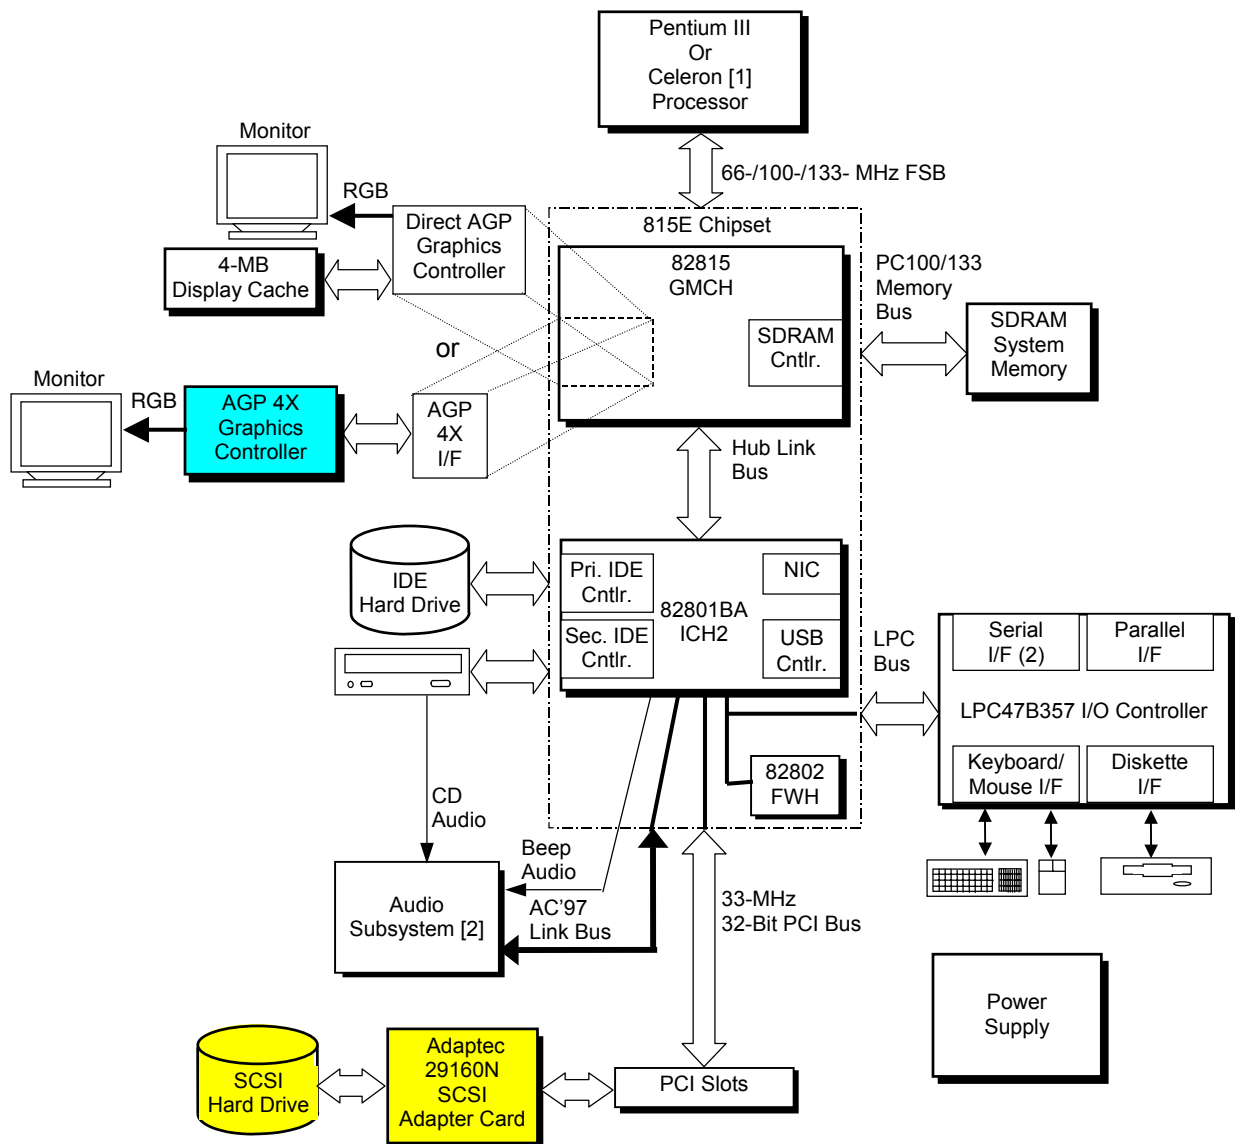 Pentium III
Or
Celeron [1]
Processor
66-/100-/133- MHz FSB
Monitor
RGB
Direct AGP
Graphics
Controller
4-MB
Display Cache
815E Chipset
82815
GMCH
SDRAM
Cntlr.
PC100/133
Memory
Bus
SDRAM
System
Memory
or
Monitor
RGB
AGP 4X
Graphics
Controller
AGP
4X
I/F
Hub Link
Bus
IDE
Hard Drive
Pri. IDE
Cntlr.
NIC
82801BA
ICH2
Sec. IDE
Cntlr.
USB
Cntlr.
LPC
Bus
Serial
I/F (2)
Parallel
I/F
LPC47B357 I/O Controller
Keyboard/
Mouse I/F
Diskette
I/F
82802
FWH
CD
Audio
Beep
Audio
AC’97
Link Bus
Audio
Subsystem [2]
33-MHz
32-Bit PCI Bus
Power
Supply
SCSI
Hard Drive
Adaptec
29160N
SCSI
Adapter Card
PCI Slots